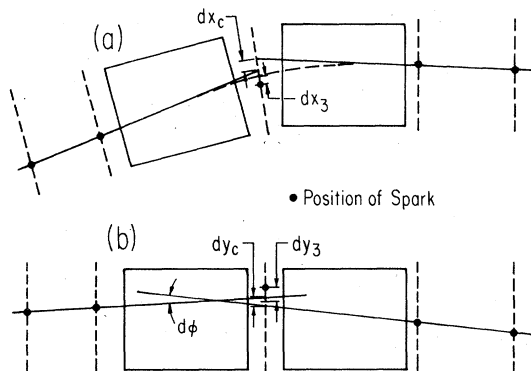 (a)
dx_c
dx_3
• Position of Spark
(b)
dy_c
dy_3
dϕ